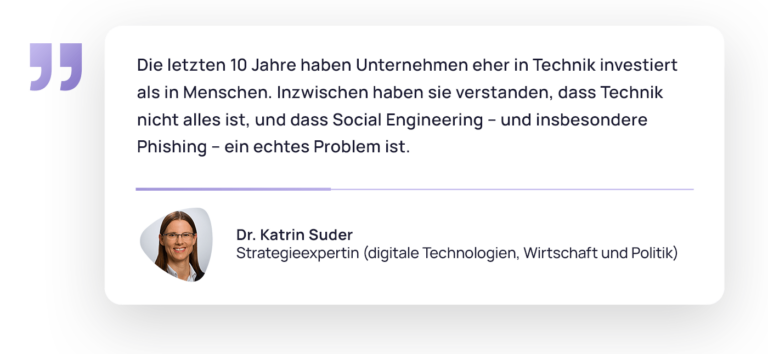 Die letzten 10 Jahre haben Unternehmen eher in Technik investiert
als in Menschen. Inzwischen haben sie verstanden, dass Technik
nicht alles ist, und dass Social Engineering – und insbesondere
Phishing – ein echtes Problem ist.
Dr. Katrin Suder
Strategieexpertin (digitale Technologien, Wirtschaft und Politik)